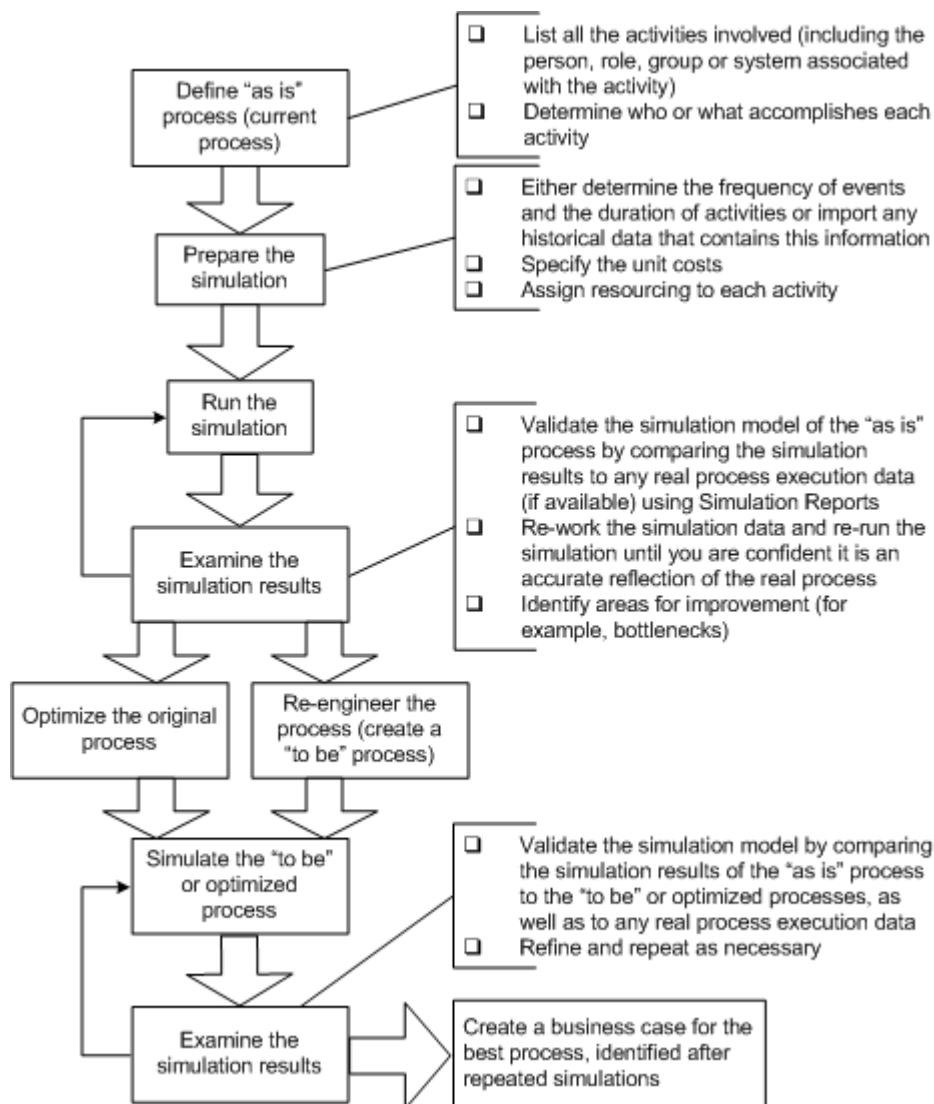 Define “as is”
process (current
process)
❑ List all the activities involved (including the
person, role, group or system associated
with the activity)
❑ Determine who or what accomplishes each
activity
Prepare the
simulation
❑ Either determine the frequency of events
and the duration of activities or import any
historical data that contains this information
❑ Specify the unit costs
❑ Assign resourcing to each activity
Run the
simulation
Examine the
simulation results
❑ Validate the simulation model of the “as is”
process by comparing the simulation
results to any real process execution data
(if available) using Simulation Reports
❑ Re-work the simulation data and re-run the
simulation until you are confident it is an
accurate reflection of the real process
❑ Identify areas for improvement (for
example, bottlenecks)
Optimize the original
process
Re-engineer the
process (create a
“to be” process)
Simulate the “to be”
or optimized
process
❑ Validate the simulation model by comparing
the simulation results of the “as is” process
to the “to be” or optimized processes, as
well as to any real process execution data
❑ Refine and repeat as necessary
Examine the
simulation results
Create a business case for the
best process, identified after
repeated simulations